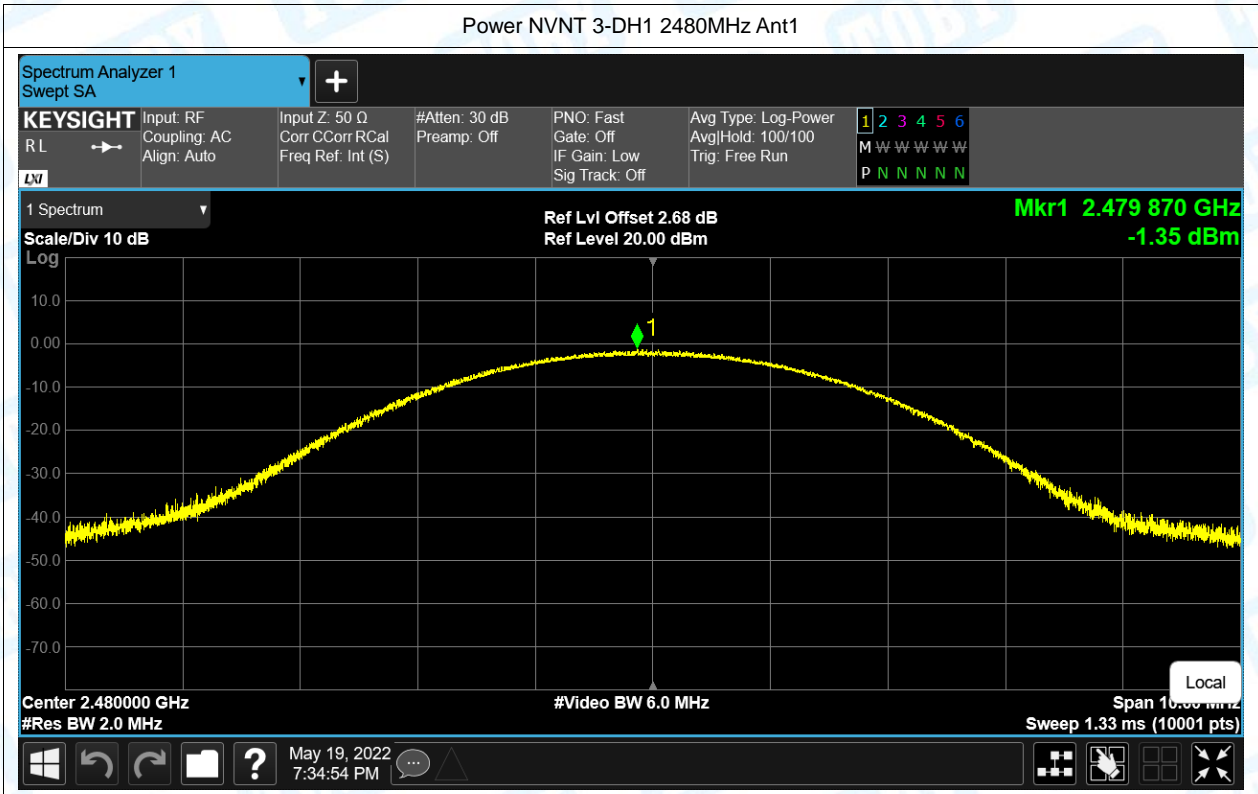 Power NVNT 3-DH1 2480MHz Ant1
Spectrum Analyzer 1
Swept SA
KEYSIGHT
R L
LXI
Input: RF
Coupling: AC
Align: Auto
Input Z: 50 Ω
Corr CCorr RCal
Freq Ref: Int (S)
#Atten: 30 dB
Preamp: Off
PNO: Fast
Gate: Off
IF Gain: Low
Sig Track: Off
Avg Type: Log-Power
Avg|Hold: 100/100
Trig: Free Run
1 2 3 4 5 6
M W W W W W
P N N N N N
1 Spectrum
Scale/Div 10 dB
Log
Ref Lvl Offset 2.68 dB
Ref Level 20.00 dBm
Mkr1 2.479 870 GHz
-1.35 dBm
1
10.0
0.00
-10.0
-20.0
-30.0
-40.0
-50.0
-60.0
-70.0
Local
Center 2.480000 GHz
#Video BW 6.0 MHz
Span 10.00 MHz
#Res BW 2.0 MHz
Sweep 1.33 ms (10001 pts)
?
May 19, 2022
7:34:54 PM